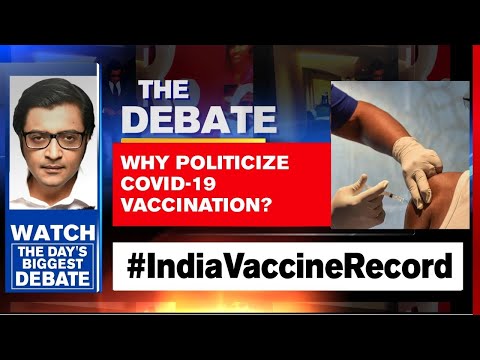 THE
DEBATE
WHY POLITICIZE
COVID-19
VACCINATION?
WATCH
THE DAY'S
BIGGEST
DEBATE
#IndiaVaccineRecord